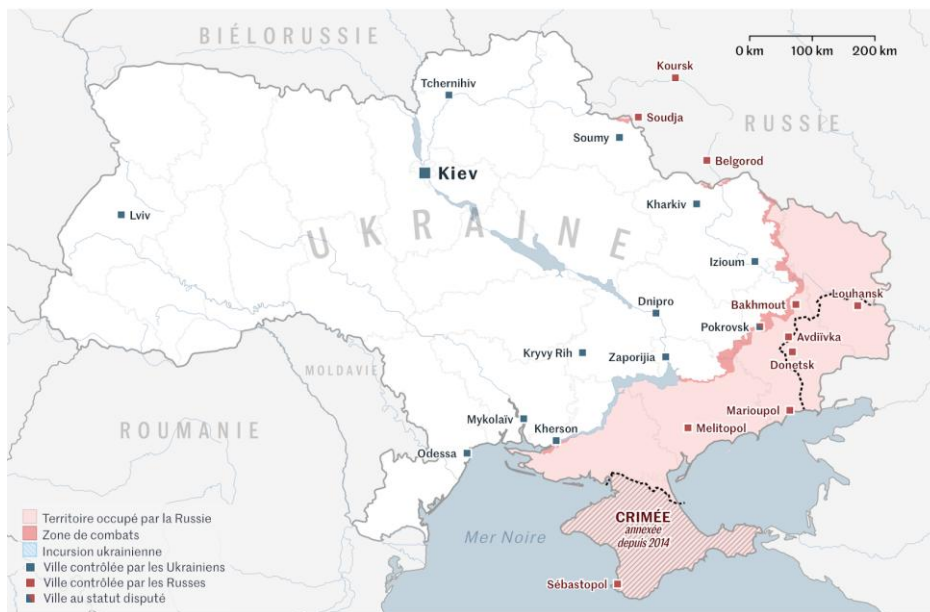 BIÉLORUSSIE
0 km 100 km 200 km
Koursk
Tchernihiv
Soudja
RUSSIE
Soumy
Belgorod
Kiev
Lviv
Kharkiv
UKRAINE
Izioum
Dnipro
Bakhmout
Louhansk
Pokrovsk
Avdiïvka
Kryvy Rih
Zaporijia
Donetsk
MOLDAVIE
Marioupol
Mykolaïv
Kherson
Melitopol
ROUMANIE
Odessa
CRIMÉE
annexée
depuis 2014
Mer Noire
Sébastopol
Territoire occupé par la Russie
Zone de combats
Incursion ukrainienne
Ville contrôlée par les Ukrainiens
Ville contrôlée par les Russes
Ville au statut disputé